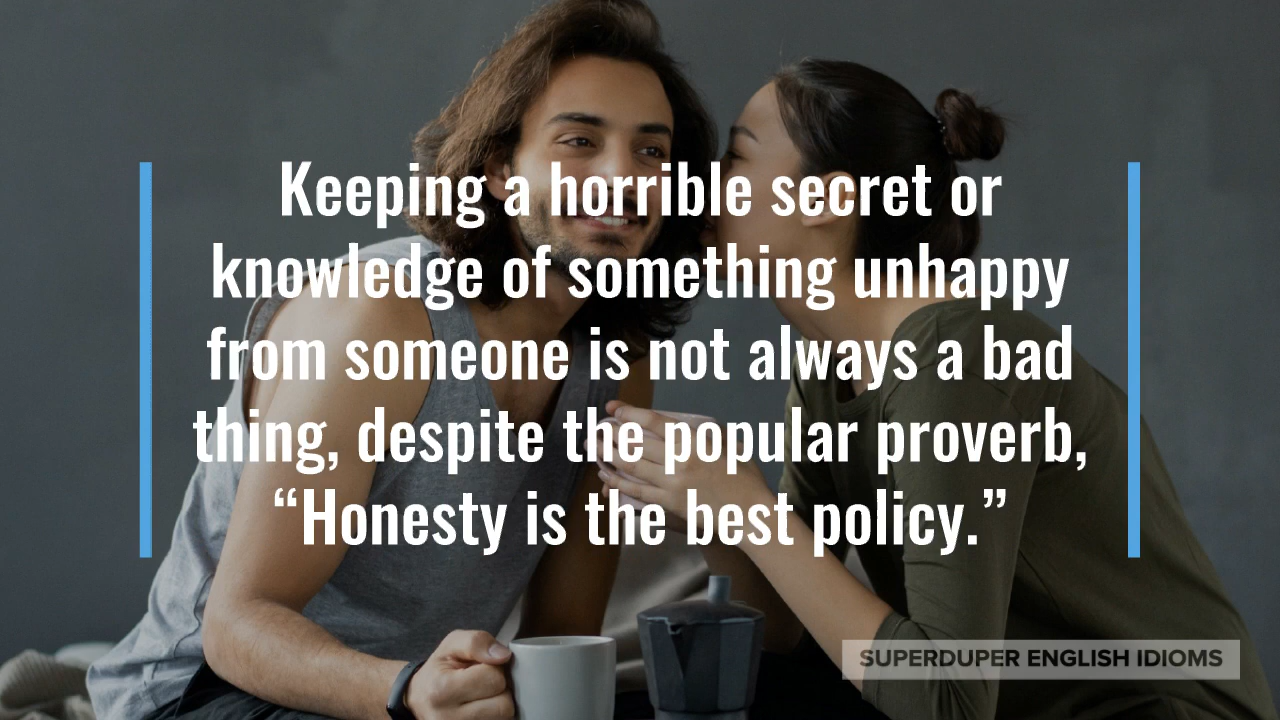 Keeping a horrible secret or
knowledge of something unhappy
from someone is not always a bad
thing, despite the popular proverb,
“Honesty is the best policy.”
SUPERDUPER ENGLISH IDIOMS